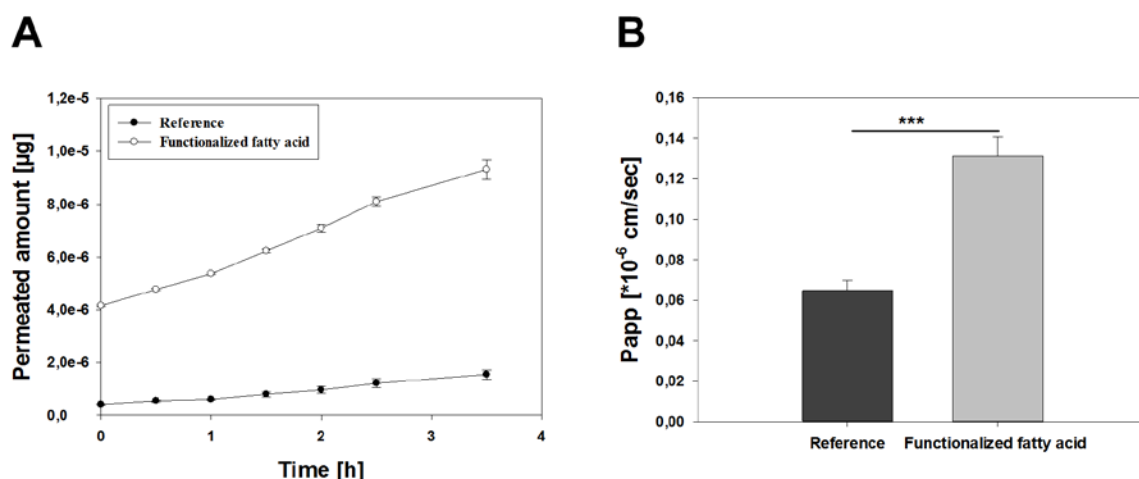 A
1,2e-5
1,0e-5
8,0e-6
6,0e-6
4,0e-6
2,0e-6
0,0
Permeated amount [µg]
Reference
Functionalized fatty acid
0
1
2
3
4
Time [h]
B
0,16
0,14
0,12
0,10
0,08
0,06
0,04
0,02
0,00
Papp [*10-6 cm/sec]
***
Reference
Functionalized fatty acid